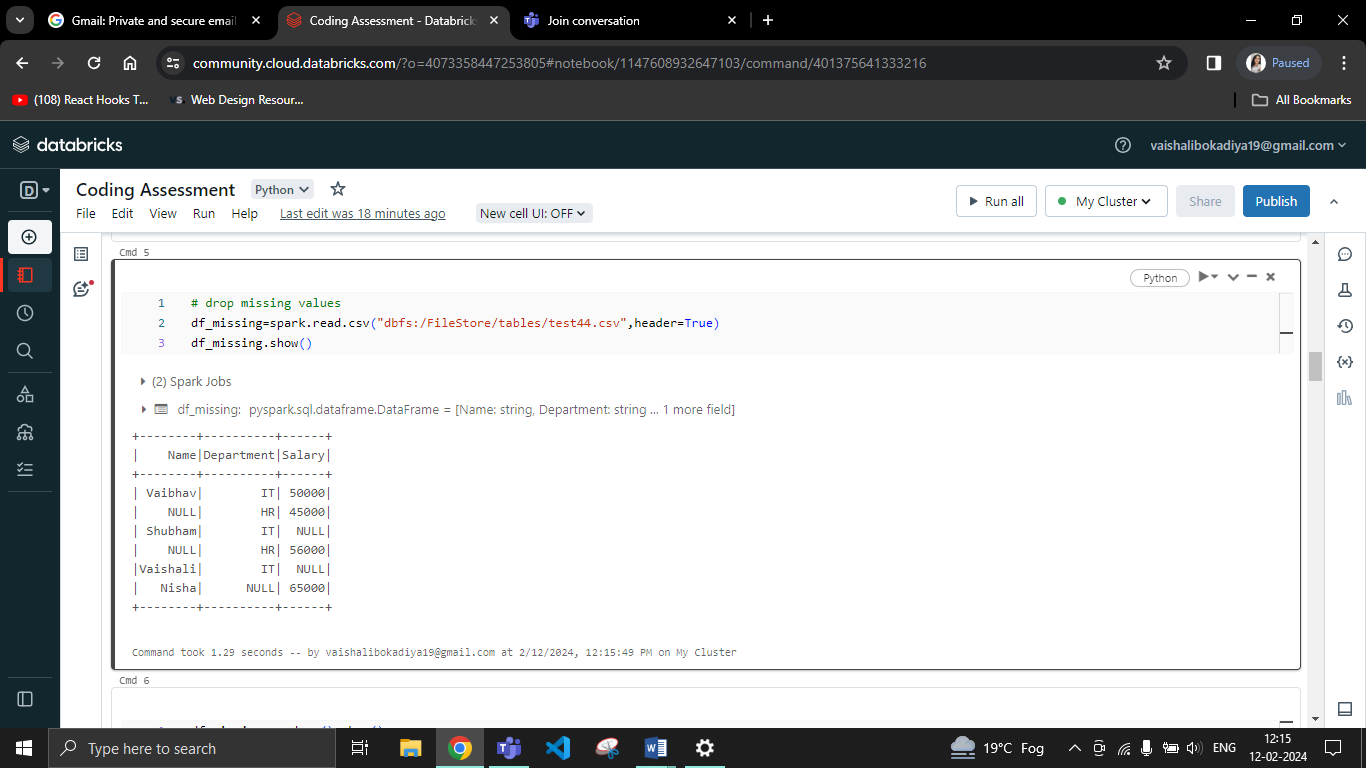 Gmail: Private and secure email
Coding Assessment - Databricks
Join conversation
community.cloud.databricks.com/?o=4073358447253805#notebook/1147608932647103/command/401375641333216
Paused
(108) React Hooks T...
VS
Web Design Resour...
All Bookmarks
databricks
vaishalibokadiya19@gmail.com
D
Coding Assessment
Python
File Edit View Run Help Last edit was 18 minutes ago New cell UI: OFF
Run all
My Cluster
Share
Publish
Cmd 5
Python
1 # drop missing values
2 df_missing=spark.read.csv("dbfs:/FileStore/tables/test44.csv",header=True)
3 df_missing.show()
(2) Spark Jobs
df_missing: pyspark.sql.dataframe.DataFrame = [Name: string, Department: string ... 1 more field]
+--------+----------+------+
|    Name|Department|Salary|
+--------+----------+------+
| Vaibhav|        IT| 50000|
|    NULL|        HR| 45000|
| Shubham|        IT|  NULL|
|    NULL|        HR| 56000|
|Vaishali|        IT|  NULL|
|   Nisha|      NULL| 65000|
+--------+----------+------+
Command took 1.29 seconds -- by vaishalibokadiya19@gmail.com at 2/12/2024, 12:15:49 PM on My Cluster
Cmd 6
Type here to search
19°C Fog
ENG
12:15
12-02-2024